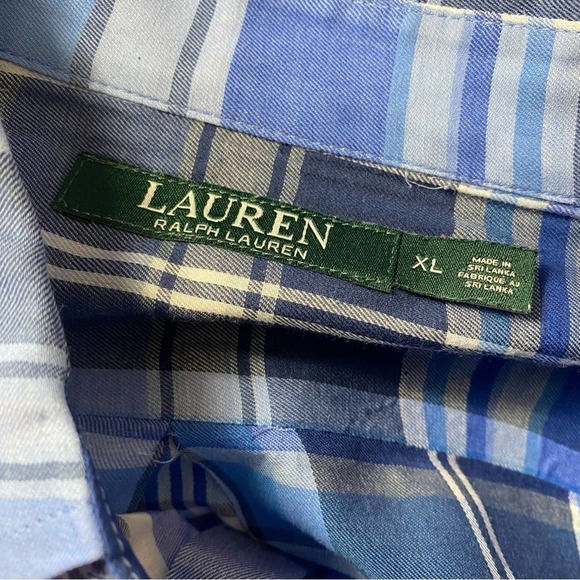 LAUREN
RALPH LAUREN
XL
MADE IN
SRI LANKA
FABRIQUÉ AU
SRI LANKA